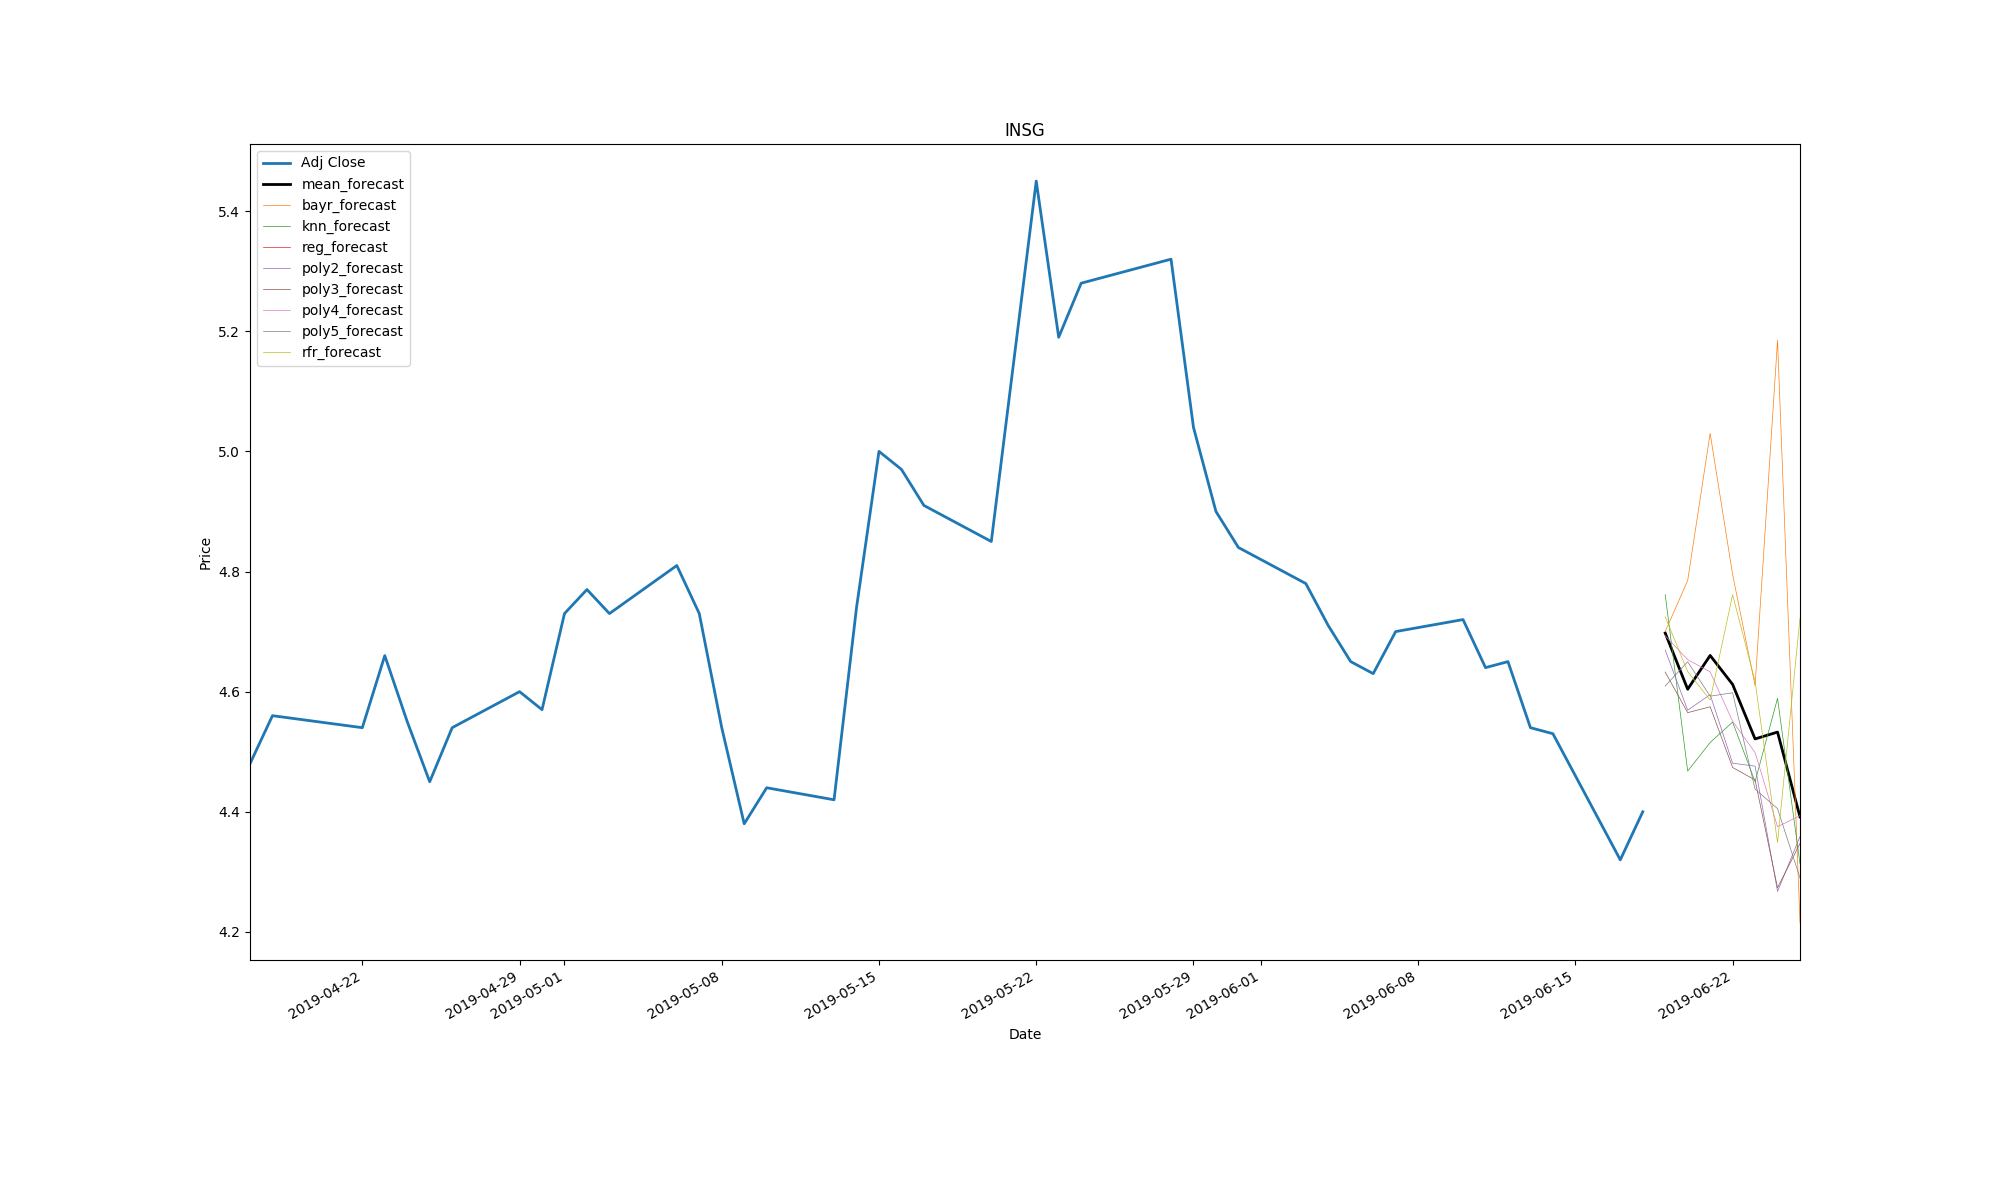 INSG
Adj Close
mean_forecast
bayr_forecast
knn_forecast
reg_forecast
poly2_forecast
poly3_forecast
poly4_forecast
poly5_forecast
rfr_forecast
5.4
5.2
5.0
4.8
4.6
4.4
4.2
Price
2019-04-22
2019-04-29
2019-05-01
2019-05-08
2019-05-15
2019-05-22
2019-05-29
2019-06-01
2019-06-08
2019-06-15
2019-06-22
Date